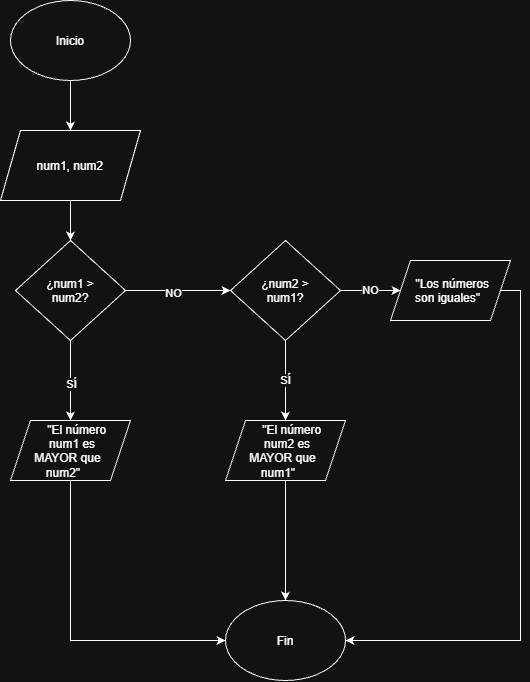 Inicio
num1, num2
¿num1 >
num2?
NO
¿num2 >
num1?
NO
"Los números
son iguales"
SÍ
SÍ
"El número
num1 es
MAYOR que
num2"
"El número
num2 es
MAYOR que
num1"
Fin